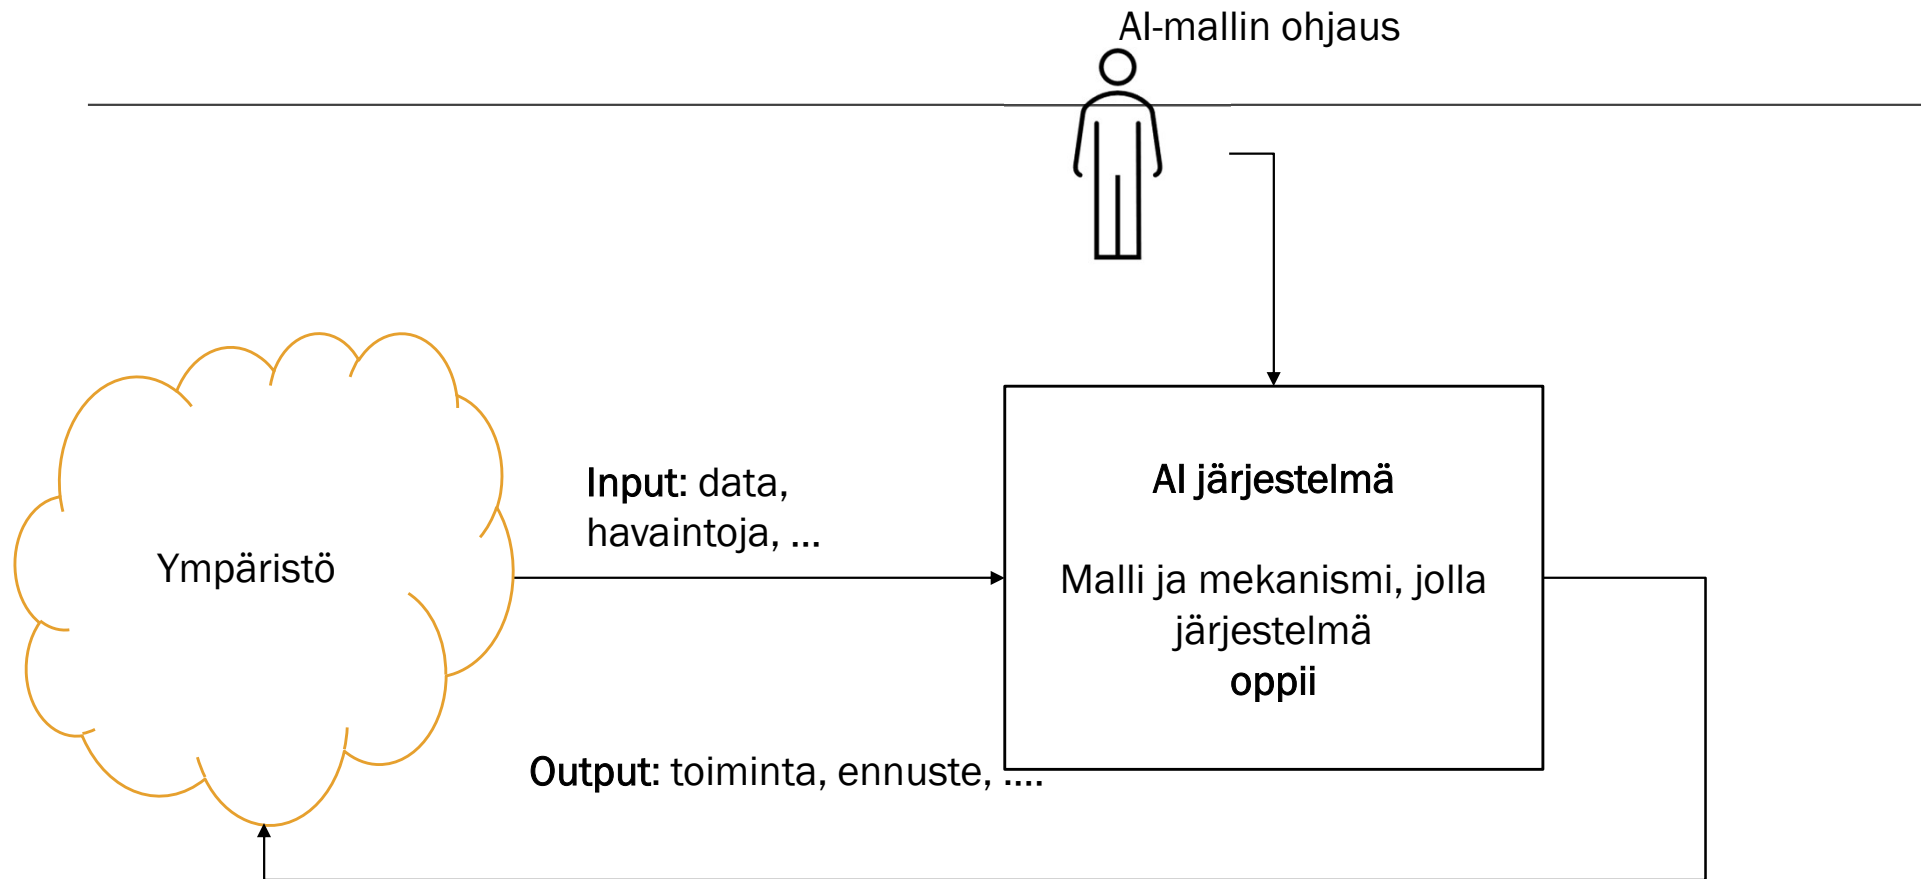 AI-mallin ohjaus
Input: data,
havaintoja, ...
Ympäristö
AI järjestelmä
Malli ja mekanismi, jolla
järjestelmä
oppii
Output: toiminta, ennuste, ....